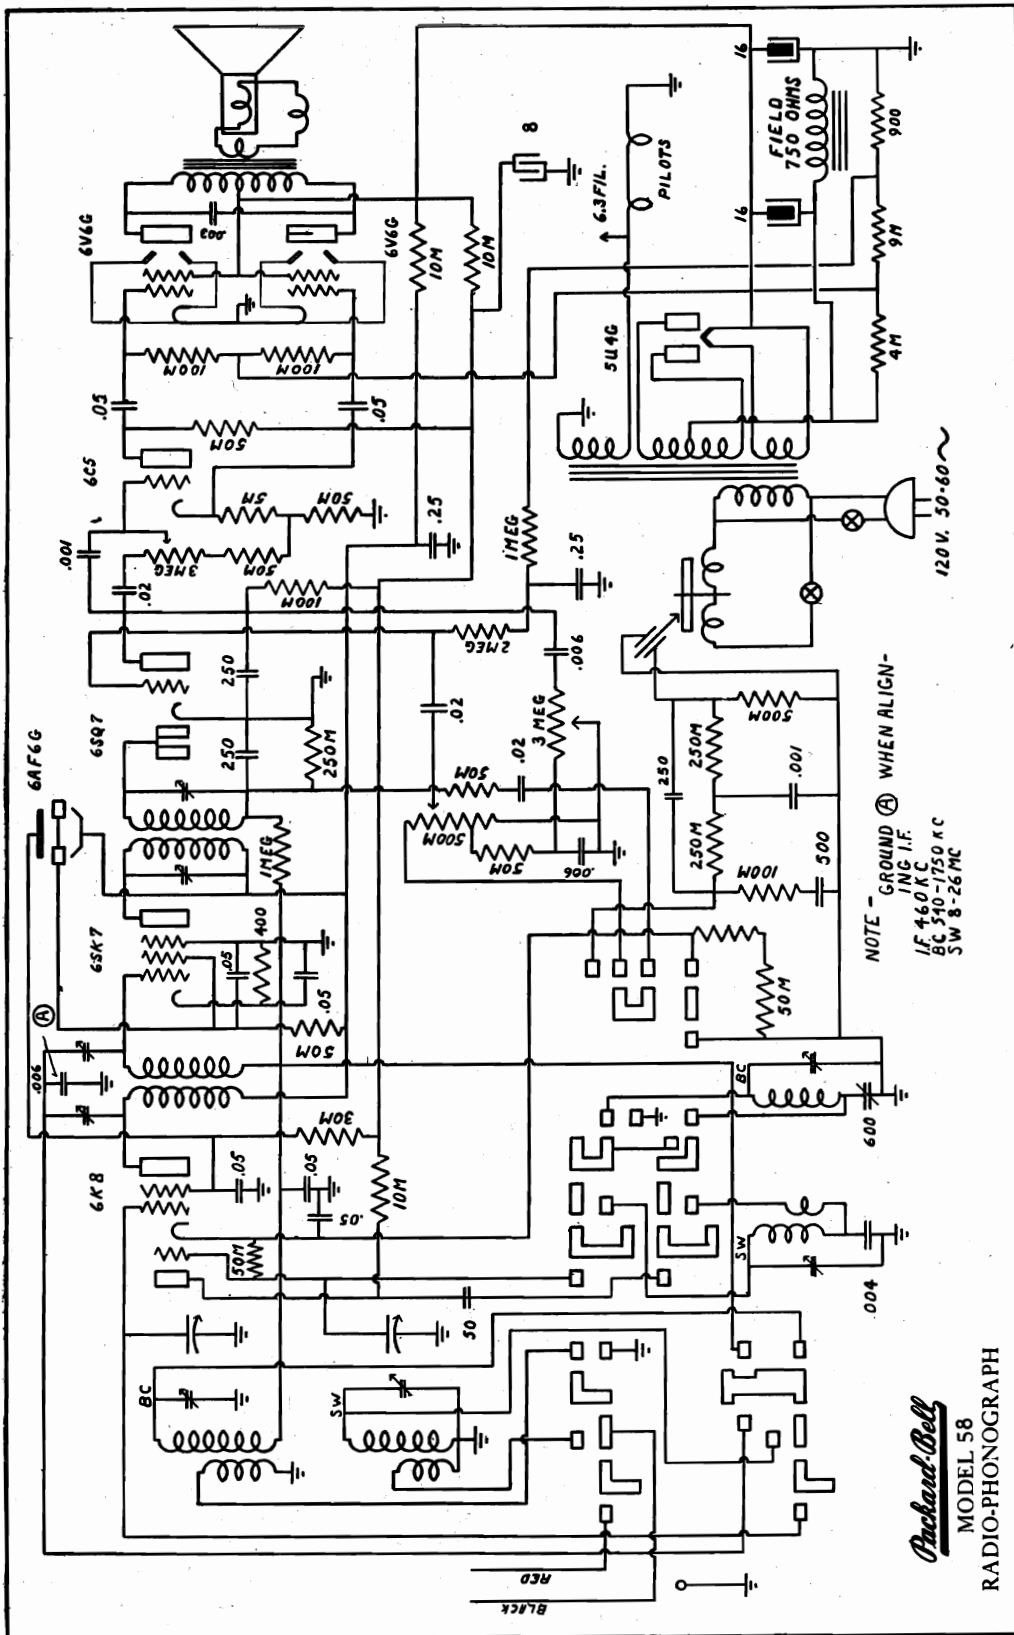 6AF6G
.006
Ⓐ
6K8
6SK7
6SQ7
.001
6C5
.05
6V6G
BC
.02
3MEG
.003
100M
50M
.05
.05
400
250
250
5M
50M
50M
100M
50M
.05
50M
1MEG
250M
100M
.05
SW
.05
30M
.05
6V6G
10M
.25
10M
10M
50
.02
2MEG
1MEG
8
500M
50M
50M
.02
3 MEG
.006
.006
.25
6.3FIL.
PILOTS
5U4G
RED
BLACK
250
250M
250M
500M
100M
.001
500
50M
16
16
FIELD
750 OHMS
4M
9M
900
SW
BC
.004
600
120V. 50-60~
NOTE - GROUND Ⓐ WHEN ALIGN-
ING I.F.
I.F. 460 KC
BC 540-1750 KC
SW 8-26 MC
Packard-Bell
MODEL 58
RADIO-PHONOGRAPH